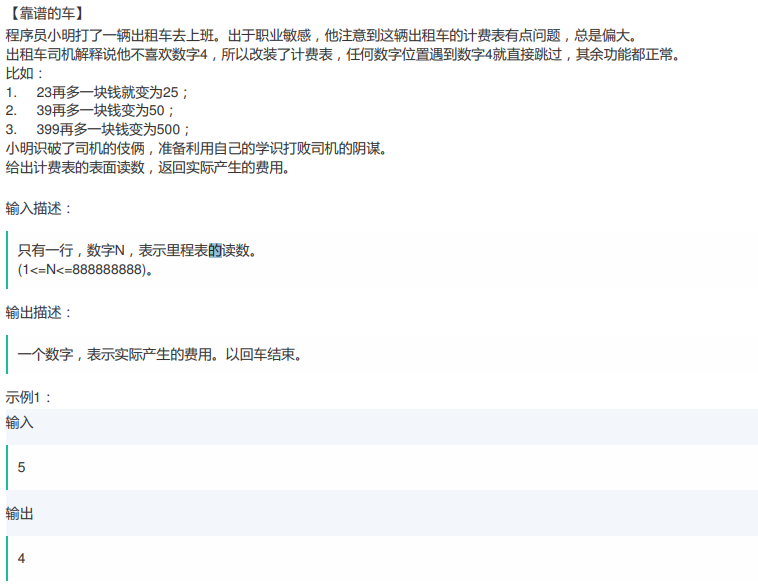 【靠谱的车】
程序员小明打了一辆出租车去上班。出于职业敏感，他注意到这辆出租车的计费表有点问题，总是偏大。
出租车司机解释说他不喜欢数字4，所以改装了计费表，任何数字位置遇到数字4就直接跳过，其余功能都正常。
比如：
1. 23再多一块钱就变为25；
2. 39再多一块钱变为50；
3. 399再多一块钱变为500；
小明识破了司机的伎俩，准备利用自己的学识打败司机的阴谋。
给出计费表的表面读数，返回实际产生的费用。
输入描述：
只有一行，数字N，表示里程表的读数。
(1<=N<=888888888)。
输出描述：
一个数字，表示实际产生的费用。以回车结束。
示例1：
输入
5
输出
4